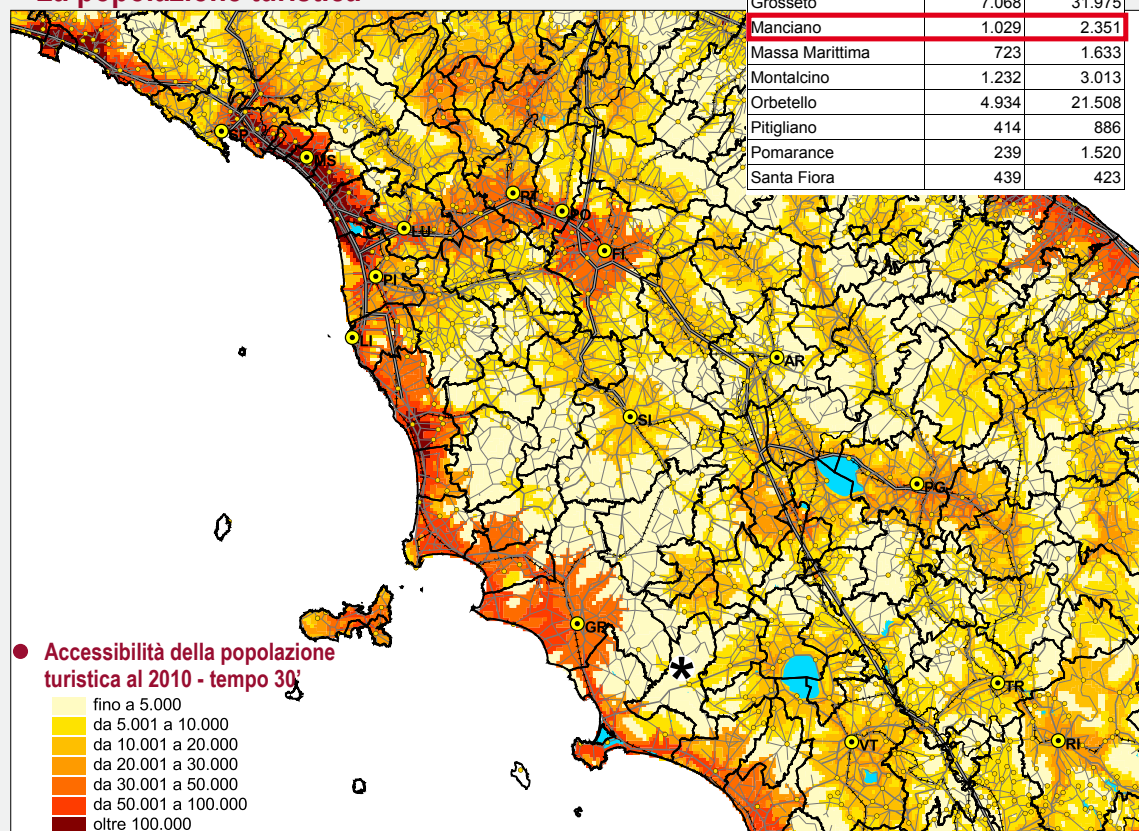 La popolazione turistica
Grosseto 7.068 31.975
Manciano 1.029 2.351
Massa Marittima 723 1.633
Montalcino 1.232 3.013
Orbetello 4.934 21.508
Pitigliano 414 886
Pomarance 239 1.520
Santa Fiora 439 423
SP
MS
PT
PO
LU
FI
PI
LI
AR
SI
PG
GR
*
TR
VT
RI
● Accessibilità della popolazione
turistica al 2010 - tempo 30'
fino a 5.000
da 5.001 a 10.000
da 10.001 a 20.000
da 20.001 a 30.000
da 30.001 a 50.000
da 50.001 a 100.000
oltre 100.000